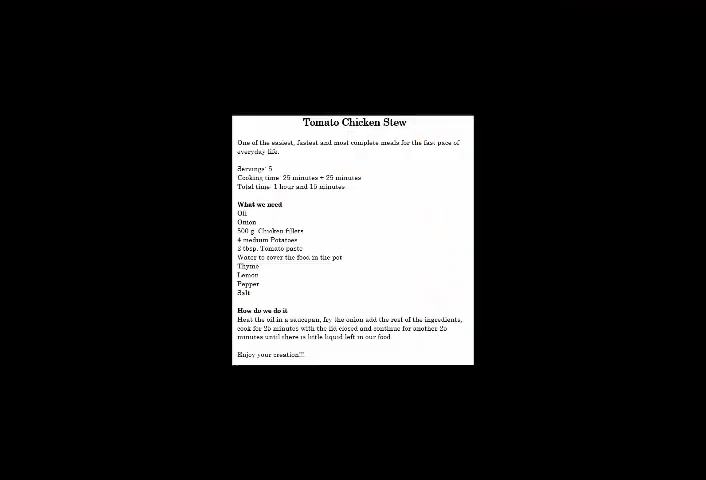 Tomato Chicken Stew
One of the easiest, fastest and most complete meals for the fast pace of
everyday life.
Servings: 5
Cooking time: 25 minutes + 25 minutes
Total time: 1 hour and 15 minutes
What we need
Oil
Onion
500 g. Chicken fillets
4 medium Potatoes
2 tbsp. Tomato paste
Water to cover the food in the pot
Thyme
Lemon
Pepper
Salt
How do we do it
Heat the oil in a saucepan, fry the onion add the rest of the ingredients,
cook for 25 minutes with the lid closed and continue for another 25
minutes until there is little liquid left in our food.
Enjoy your creation!!!